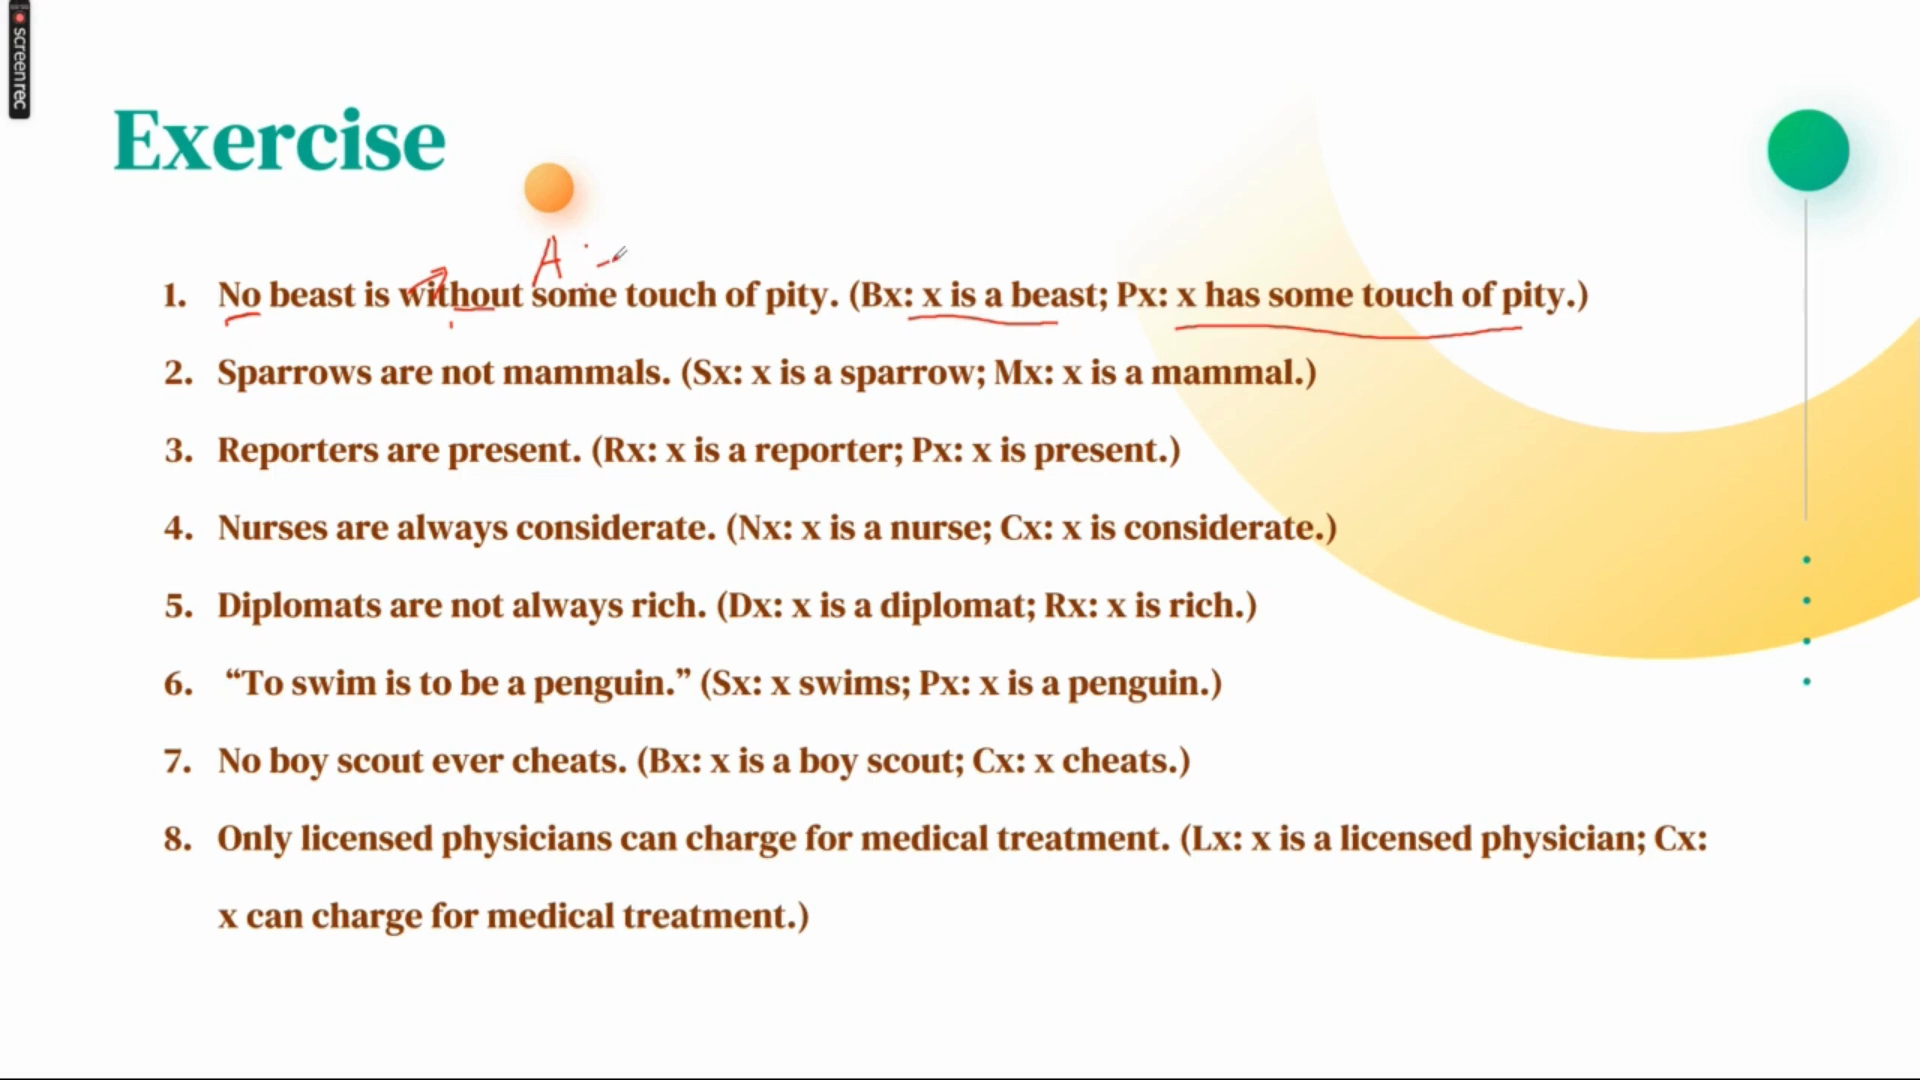 screenrec
Exercise
A :-
1. No beast is without some touch of pity. (Bx: x is a beast; Px: x has some touch of pity.)
2. Sparrows are not mammals. (Sx: x is a sparrow; Mx: x is a mammal.)
3. Reporters are present. (Rx: x is a reporter; Px: x is present.)
4. Nurses are always considerate. (Nx: x is a nurse; Cx: x is considerate.)
5. Diplomats are not always rich. (Dx: x is a diplomat; Rx: x is rich.)
6. “To swim is to be a penguin.” (Sx: x swims; Px: x is a penguin.)
7. No boy scout ever cheats. (Bx: x is a boy scout; Cx: x cheats.)
8. Only licensed physicians can charge for medical treatment. (Lx: x is a licensed physician; Cx:
x can charge for medical treatment.)